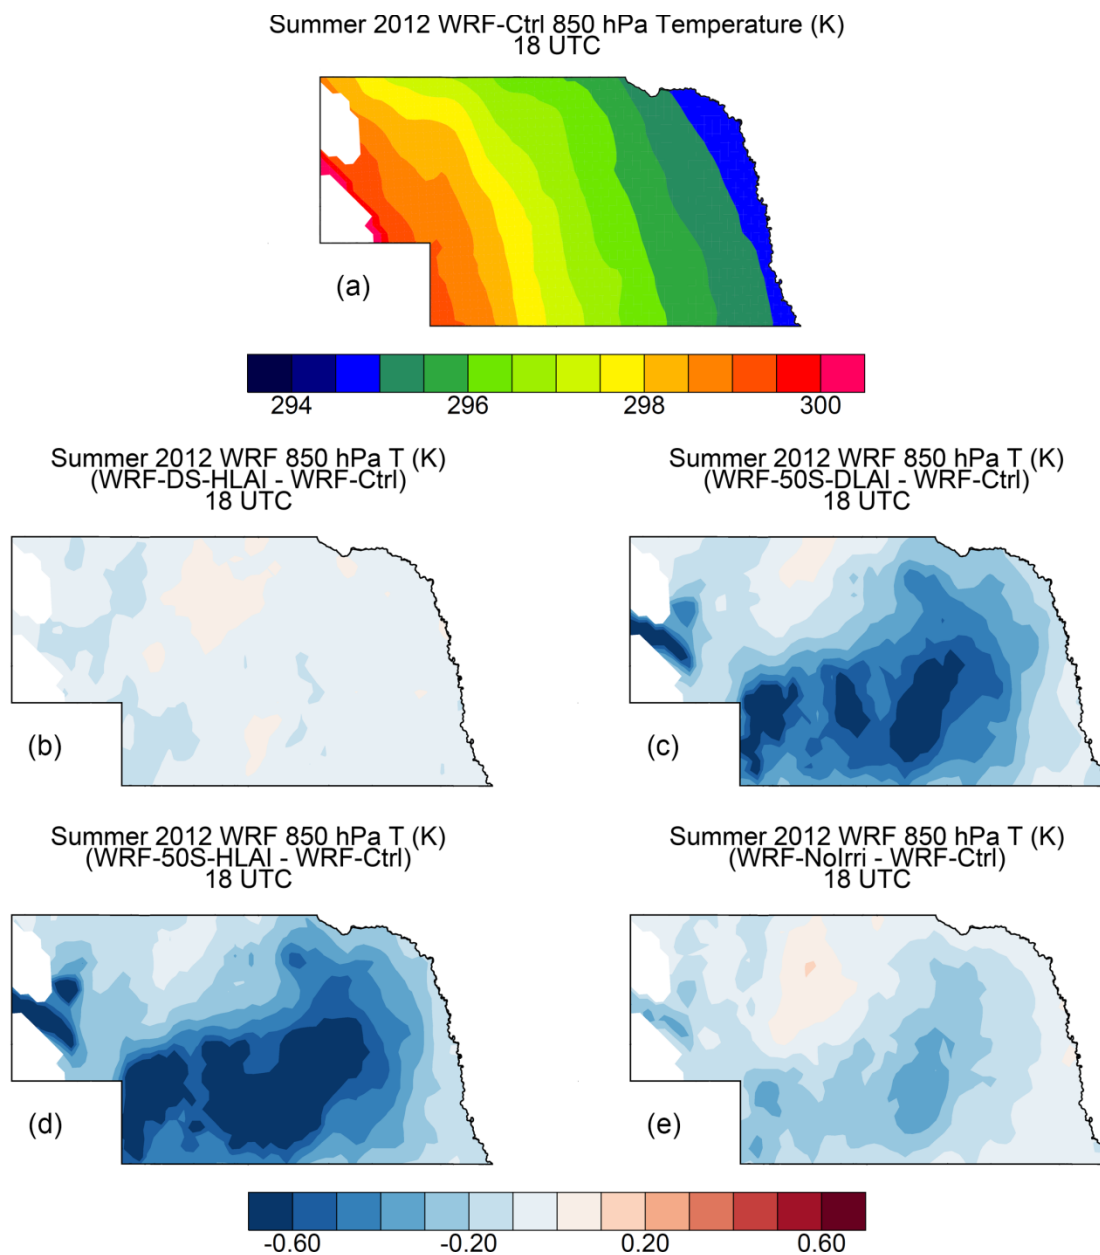 Summer 2012 WRF-Ctrl 850 hPa Temperature (K)
18 UTC
(a)
294 296 298 300
Summer 2012 WRF 850 hPa T (K)
(WRF-DS-HLAI - WRF-Ctrl)
18 UTC
(b)
Summer 2012 WRF 850 hPa T (K)
(WRF-50S-DLAI - WRF-Ctrl)
18 UTC
(c)
Summer 2012 WRF 850 hPa T (K)
(WRF-50S-HLAI - WRF-Ctrl)
18 UTC
(d)
Summer 2012 WRF 850 hPa T (K)
(WRF-NoIrri - WRF-Ctrl)
18 UTC
(e)
-0.60 -0.20 0.20 0.60